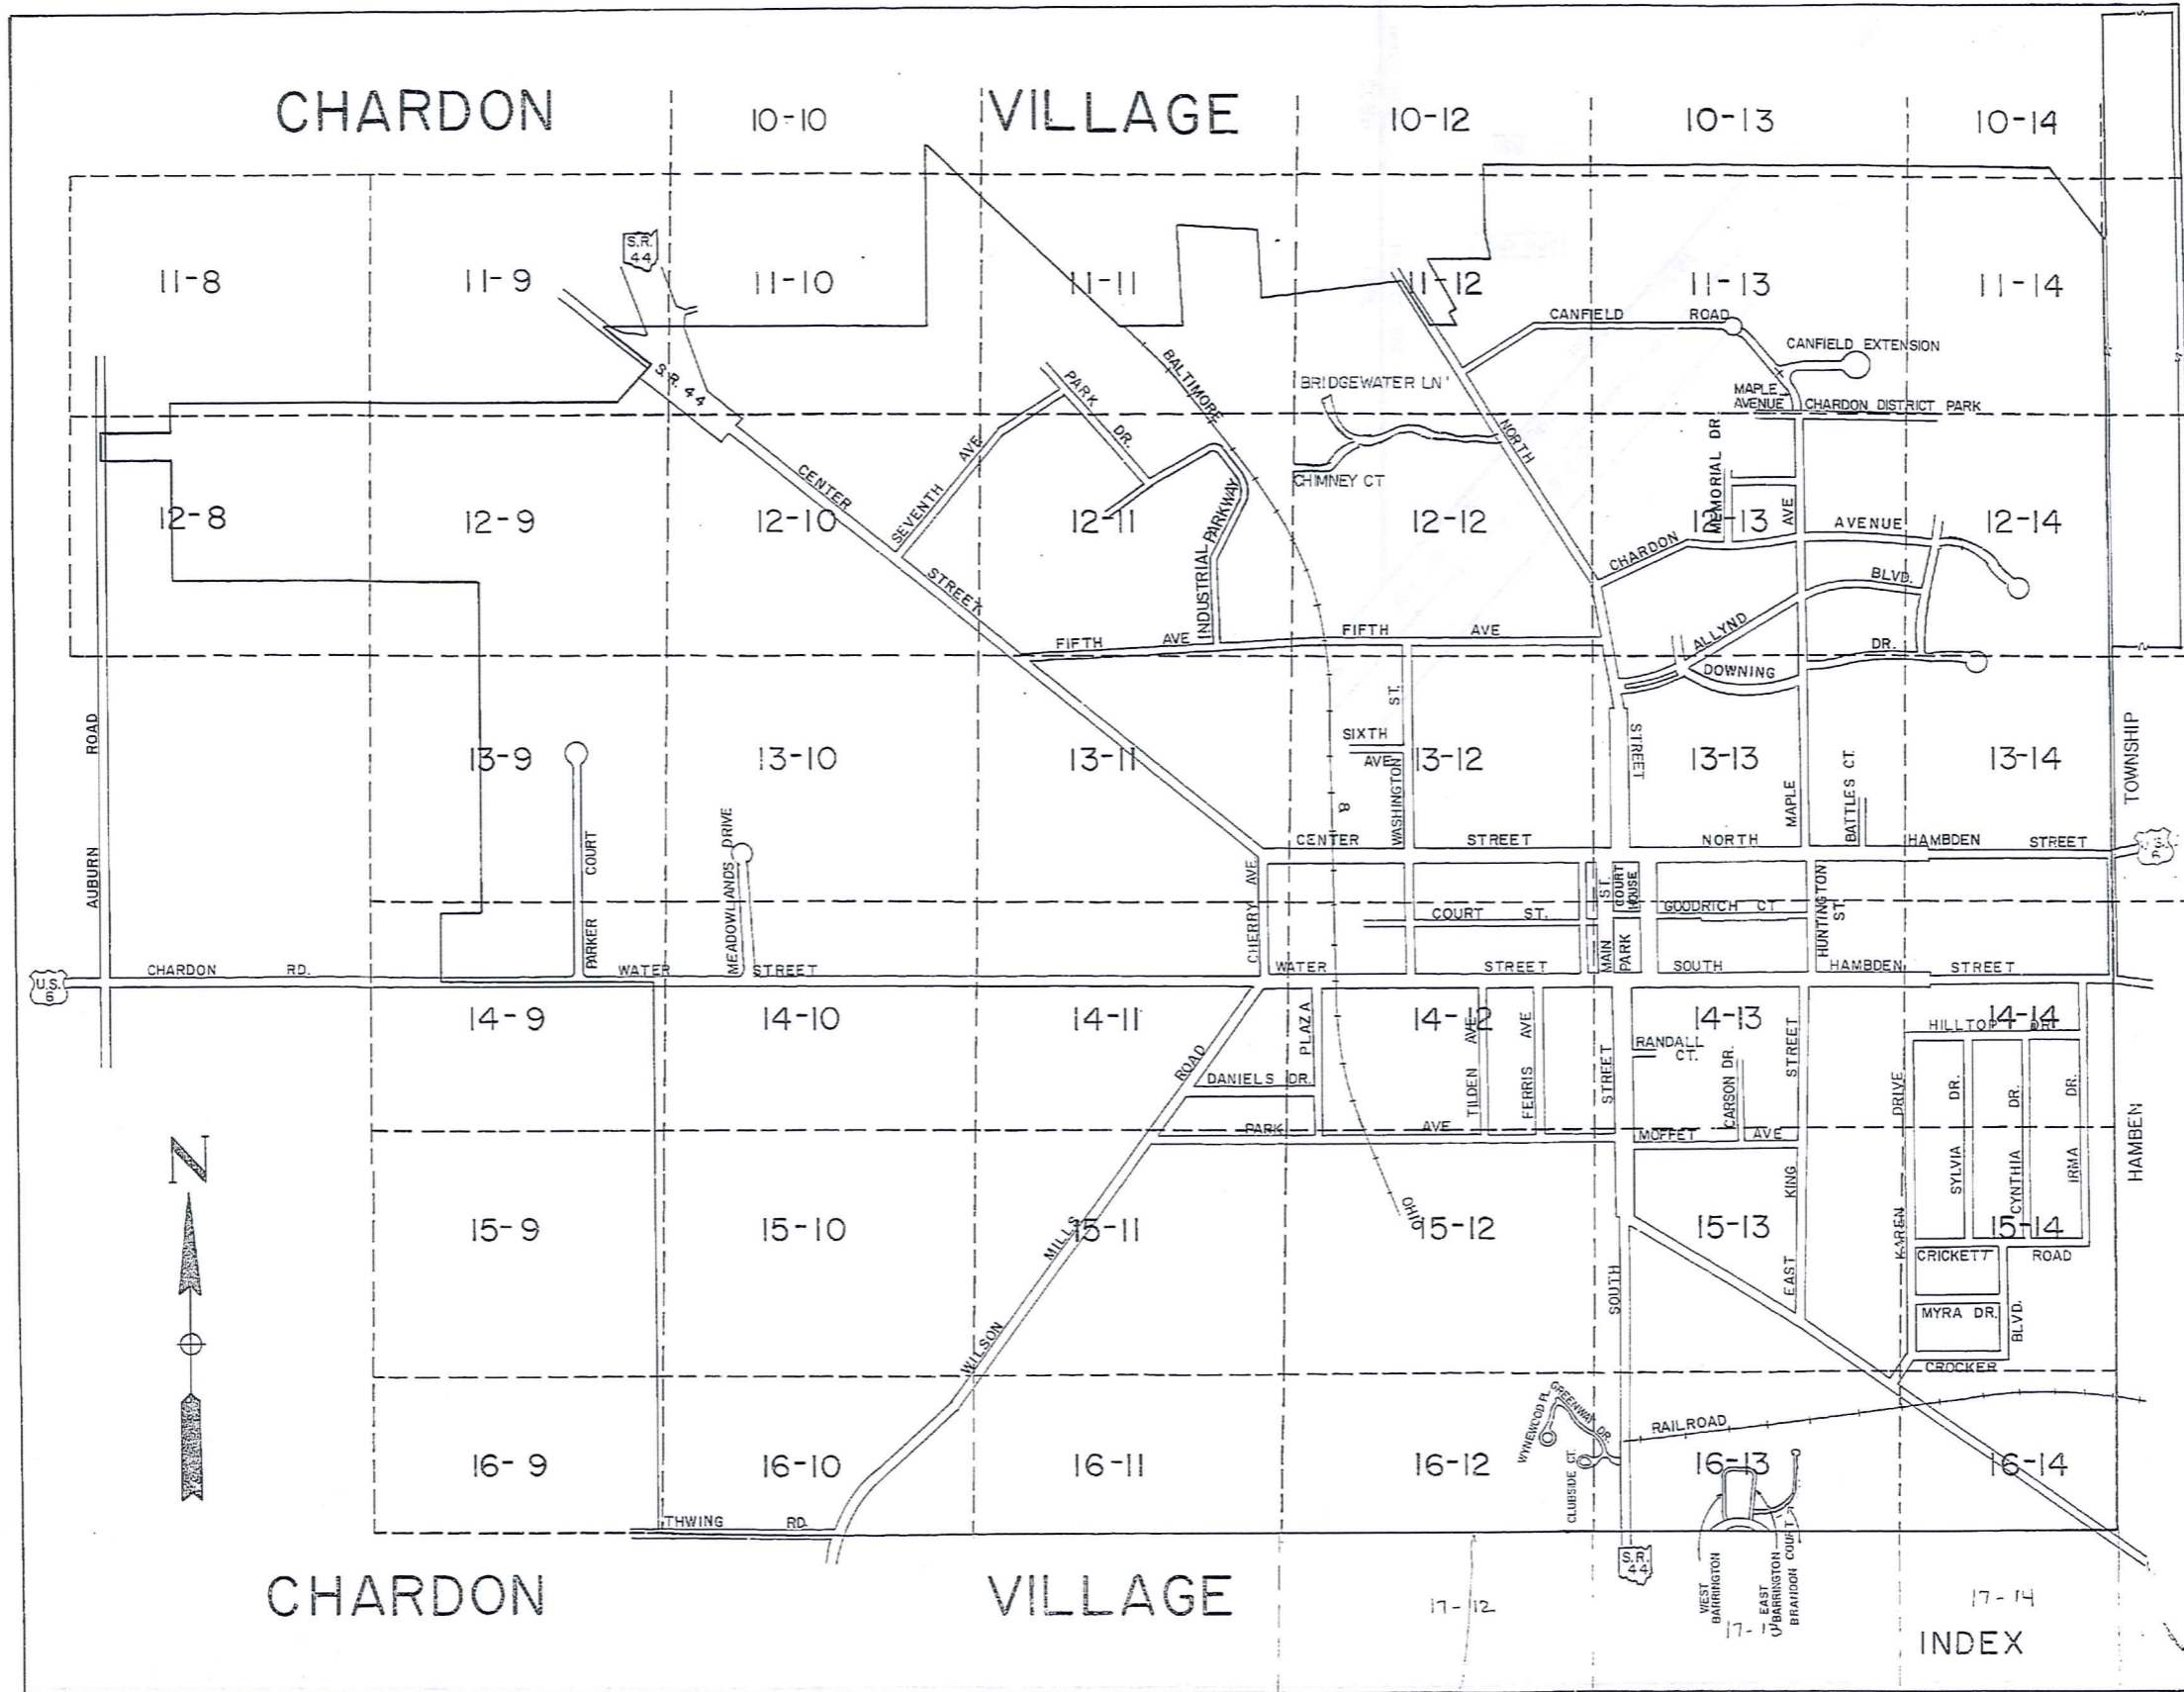 CHARDON VILLAGE
10-10
10-12
10-13
10-14
S.R. 44
11-8
11-9
11-10
11-11
11-12
11-13
11-14
CANFIELD ROAD
CANFIELD EXTENSION
S.R. 44
PARK DR.
BALTIMORE
BRIDGEWATER LN
MAPLE AVENUE
CHARDON DISTRICT PARK
CENTER STREET
SEVENTH AVE
NORTH STREET
CHIMNEY CT
MEMORIAL DR
12-8
12-9
12-10
12-11
12-12
12-13
12-14
INDUSTRIAL PARKWAY
CHARDON AVENUE
MAPLE AVE
ALLYND BLVD.
FIFTH AVE
FIFTH AVE
DOWNING DR.
AUBURN ROAD
13-9
13-10
13-11
13-12
13-13
13-14
SIXTH AVE
WASHINGTON ST.
&
BATTLES CT.
TOWNSHIP
PARKER COURT
MEADOWLANDS DRIVE
CENTER STREET
NORTH HAMBDEN STREET
U.S. 6
CHERRY AVE
MAIN ST.
COURT HOUSE
COURT ST.
GOODRICH CT
HUNTINGTON ST.
PARK
U.S. 6
CHARDON RD.
WATER STREET
WATER STREET
SOUTH HAMBDEN STREET
14-9
14-10
14-11
14-12
14-13
14-14
PLAZA
TILDEN AVE
FERRIS AVE
RANDALL CT.
CARSON DR.
HILLTOP DR.
DANIELS DR.
PARK AVE
MOFFET AVE
SOUTH STREET
EAST KING STREET
KAREN DRIVE
SYLVIA DR.
CYNTHIA DR.
IRMA DR.
HAMBEN
N
15-9
15-10
15-11
15-12
15-13
15-14
OHIO
WILSON MILLS ROAD
CRICKETT ROAD
MYRA DR.
CROCKER BLVD.
WYNEWOOD PL
GREENWAY DR.
CLUBSIDE CT.
RAILROAD
16-9
16-10
16-11
16-12
16-13
16-14
THWING RD.
S.R. 44
WEST BARRINGTON
EAST BARRINGTON
BRANDON COURT
CHARDON VILLAGE
17-12
17-13
17-14
INDEX